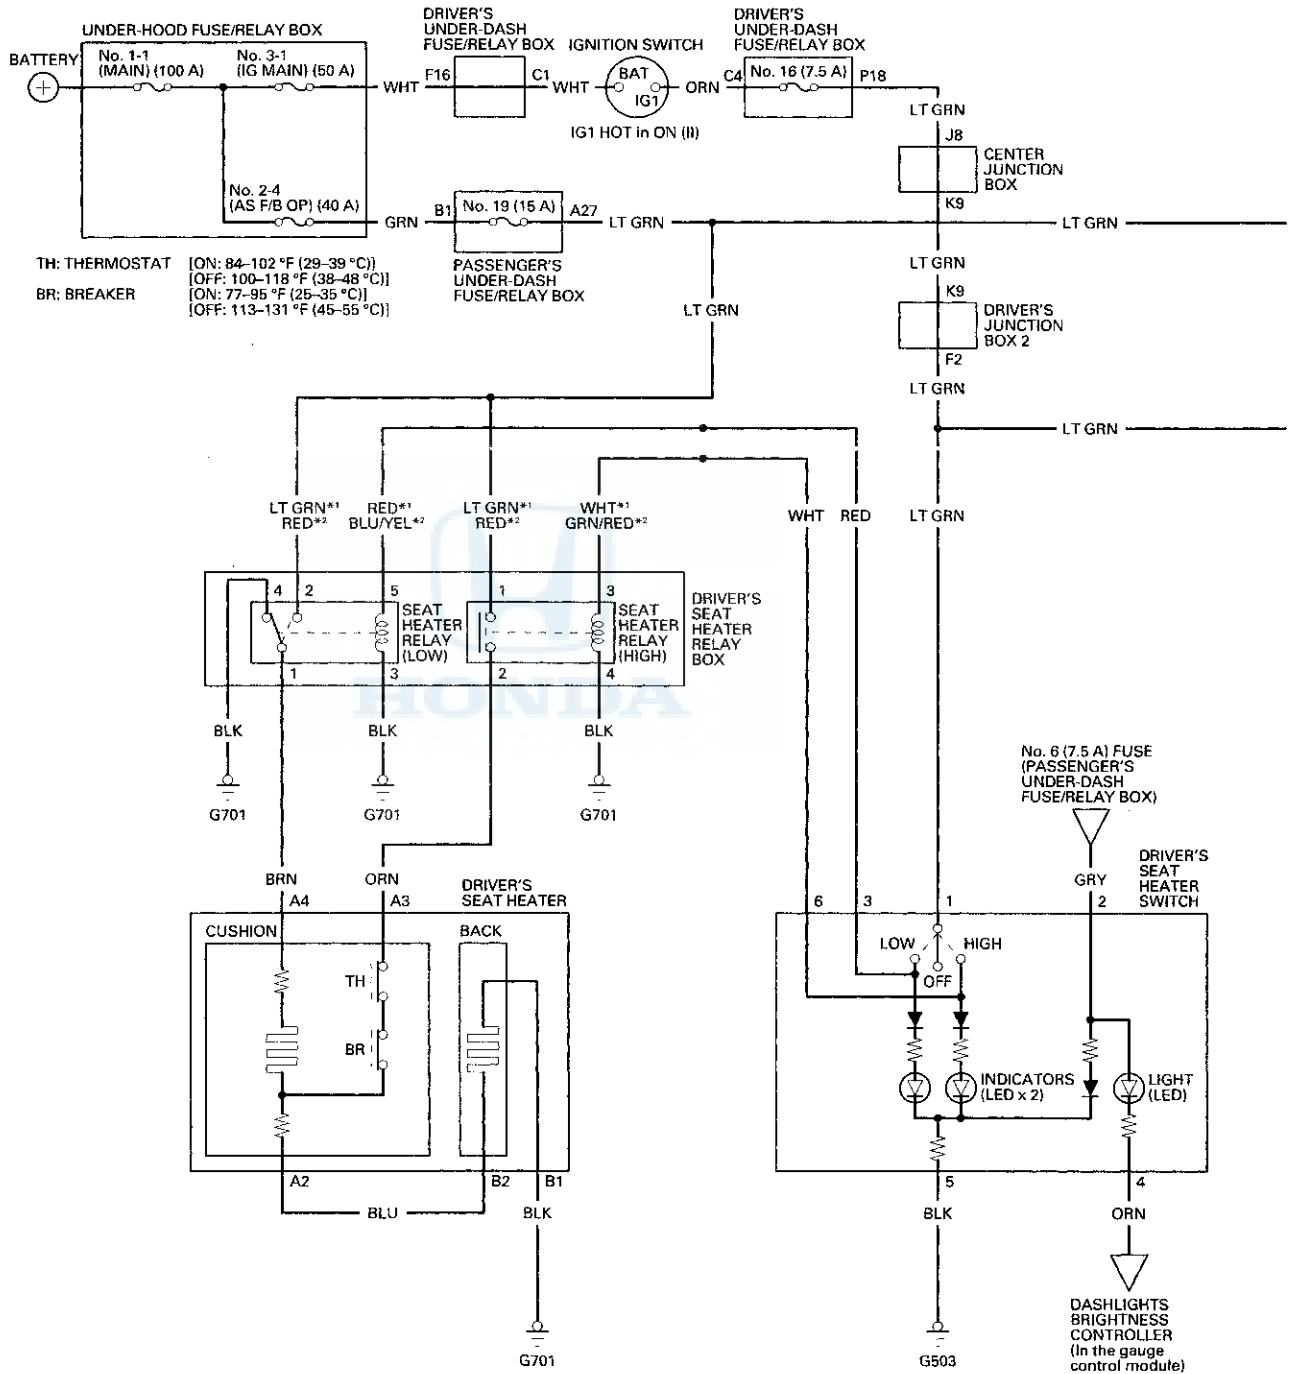 UNDER-HOOD FUSE/RELAY BOX
BATTERY
No. 1-1
(MAIN) (100 A)
No. 3-1
(IG MAIN) (50 A)
WHT
F16
DRIVER'S
UNDER-DASH
FUSE/RELAY BOX
C1
WHT
IGNITION SWITCH
BAT
IG1
IG1 HOT in ON (II)
ORN
C4
DRIVER'S
UNDER-DASH
FUSE/RELAY BOX
No. 16 (7.5 A)
P18
LT GRN
J8
CENTER
JUNCTION
BOX
K9
No. 2-4
(AS F/B OP) (40 A)
GRN
B1
No. 19 (15 A)
A27
LT GRN
LT GRN
PASSENGER'S
UNDER-DASH
FUSE/RELAY BOX
TH: THERMOSTAT
[ON: 84–102 °F (29–39 °C)]
[OFF: 100–118 °F (38–48 °C)]
BR: BREAKER
[ON: 77–95 °F (25–35 °C)]
[OFF: 113–131 °F (45–55 °C)]
LT GRN
LT GRN
K9
DRIVER'S
JUNCTION
BOX 2
F2
LT GRN
LT GRN
LT GRN*1
RED*2
RED*1
BLU/YEL*2
LT GRN*1
RED*2
WHT*1
GRN/RED*2
WHT
RED
LT GRN
4
2
5
1
3
SEAT
HEATER
RELAY
(LOW)
SEAT
HEATER
RELAY
(HIGH)
DRIVER'S
SEAT
HEATER
RELAY
BOX
1
3
2
4
HONDA
BLK
BLK
BLK
G701
G701
G701
No. 6 (7.5 A) FUSE
(PASSENGER'S
UNDER-DASH
FUSE/RELAY BOX)
BRN
ORN
DRIVER'S
SEAT HEATER
GRY
DRIVER'S
SEAT
HEATER
SWITCH
A4
A3
6
3
1
2
CUSHION
BACK
LOW
HIGH
OFF
TH
BR
INDICATORS
(LED x 2)
LIGHT
(LED)
A2
B2
B1
5
4
BLU
BLK
BLK
ORN
G701
G503
DASHLIGHTS
BRIGHTNESS
CONTROLLER
(In the gauge
control module)